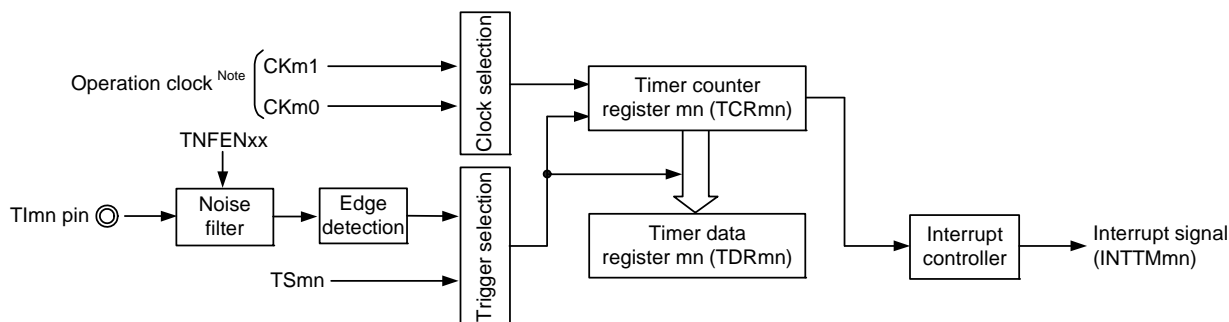 Operation clock Note
CKm1
CKm0
Clock selection
Timer counter
register mn (TCRmn)
TNFENxx
TImn pin
Noise
filter
Edge
detection
TSmn
Trigger selection
Timer data
register mn (TDRmn)
Interrupt
controller
Interrupt signal
(INTTMmn)